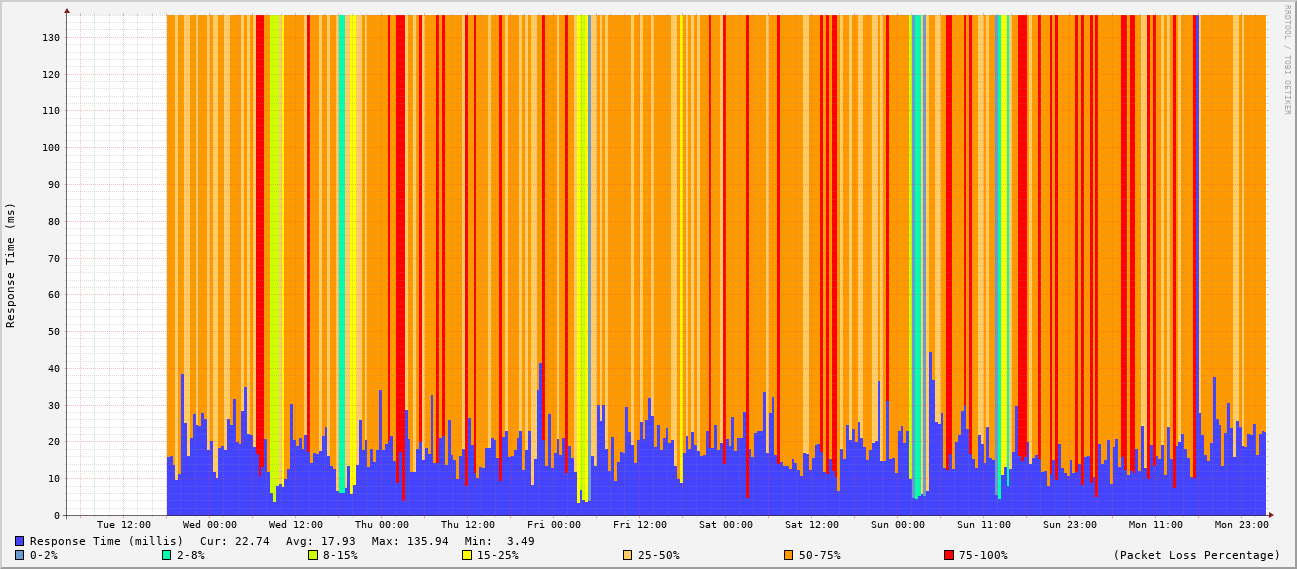 RRDTOOL / TOBI OETIKER
Response Time (ms)
130
120
110
100
90
80
70
60
50
40
30
20
10
0
Tue 12:00 Wed 00:00 Wed 12:00 Thu 00:00 Thu 12:00 Fri 00:00 Fri 12:00 Sat 00:00 Sat 12:00 Sun 00:00 Sun 11:00 Sun 23:00 Mon 11:00 Mon 23:00
Response Time (millis) Cur: 22.74 Avg: 17.93 Max: 135.94 Min: 3.49
0-2% 2-8% 8-15% 15-25% 25-50% 50-75% 75-100% (Packet Loss Percentage)